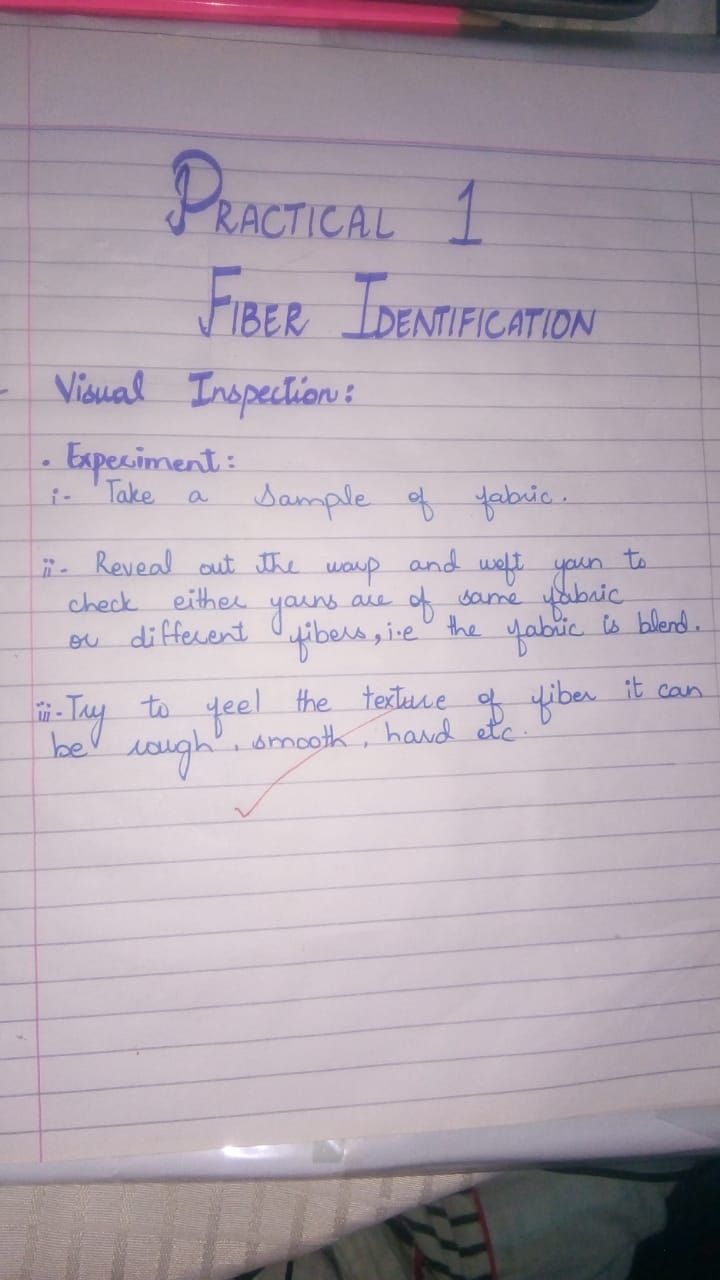 PRACTICAL 1
FIBER IDENTIFICATION
- Visual Inspection:
• Experiment:
i- Take a sample of fabric.
ii- Reveal out the warp and weft yarn to
check either yarns are of same fabric
or different fibers, i.e the fabric is blend.
iii- Try to feel the texture of fiber it can
be rough, smooth, hard etc.